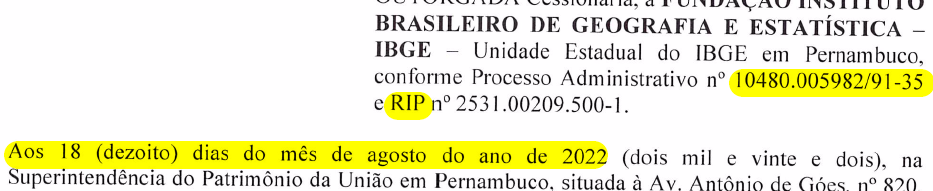 OUTORGADA Cessionária, a FUNDAÇÃO INSTITUTO
BRASILEIRO DE GEOGRAFIA E ESTATÍSTICA –
IBGE – Unidade Estadual do IBGE em Pernambuco,
conforme Processo Administrativo nº 10480.005982/91-35
e RIP nº 2531.00209.500-1.
Aos 18 (dezoito) dias do mês de agosto do ano de 2022 (dois mil e vinte e dois), na
Superintendência do Patrimônio da União em Pernambuco, situada à Av. Antônio de Góes, nº 820